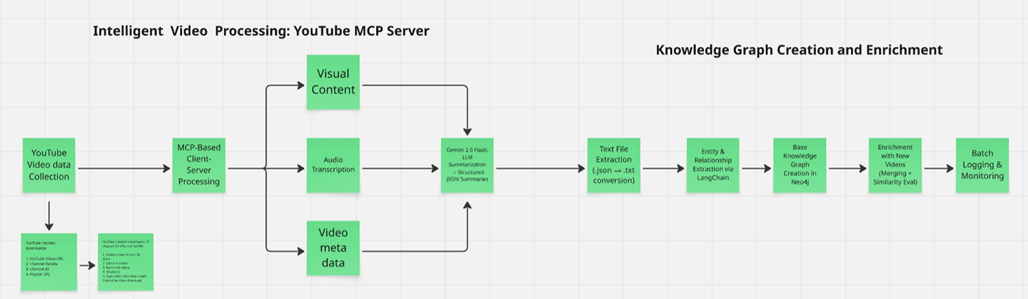 Intelligent Video Processing: YouTube MCP Server
Knowledge Graph Creation and Enrichment
YouTube
Video data
Collection
MCP-Based
Client-
Server
Processing
Visual
Content
Audio
Transcription
Video
meta
data
Gemini 2.0 Flash:
LLM
Summarization
→ Structured
JSON Summaries
Text File
Extraction
(.json → .txt
conversion)
Entity &
Relationship
Extraction via
LangChain
Base
Knowledge
Graph
Creation in
Neo4j
Enrichment
with New
Videos
(Merging +
Similarity Eval)
Batch
Logging &
Monitoring
YouTube content
1. YouTube Video URL
2. Channel Handle
3. Channel ID
4. Playlist URL